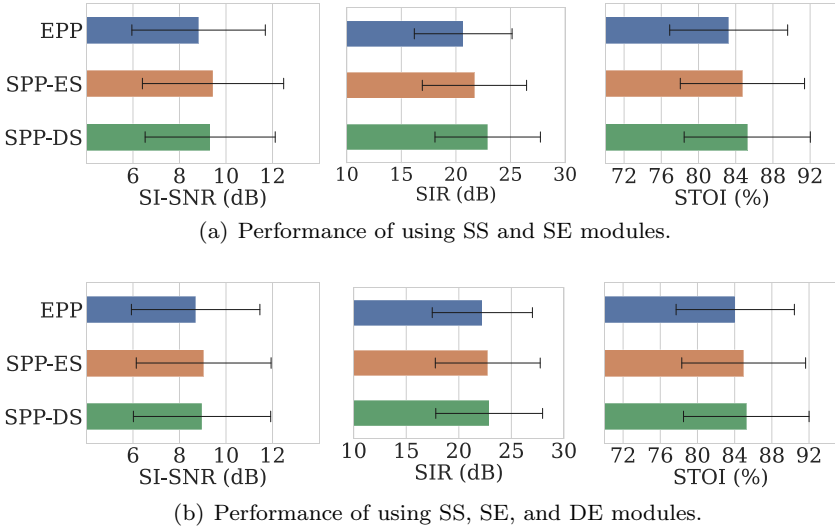 EPP
SPP-ES
SPP-DS
6 8 10 12
SI-SNR (dB)
10 15 20 25 30
SIR (dB)
72 76 80 84 88 92
STOI (%)
(a) Performance of using SS and SE modules.
EPP
SPP-ES
SPP-DS
6 8 10 12
SI-SNR (dB)
10 15 20 25 30
SIR (dB)
72 76 80 84 88 92
STOI (%)
(b) Performance of using SS, SE, and DE modules.